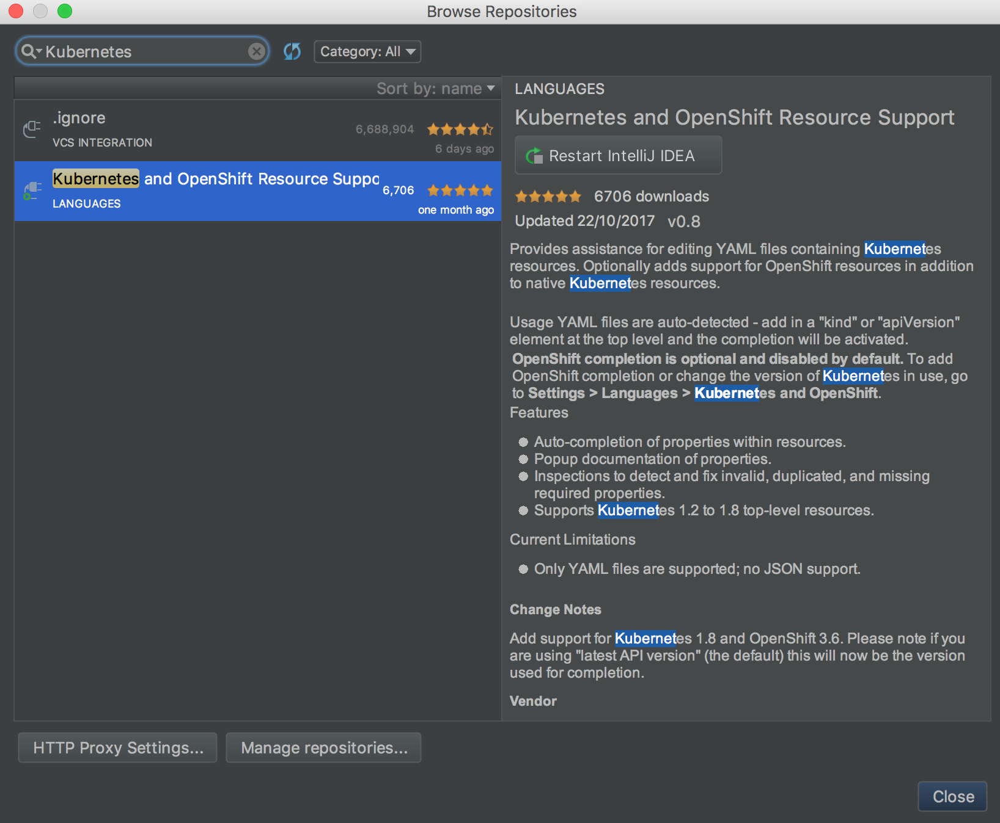 Browse Repositories
Kubernetes
Category: All
Sort by: name
.ignore
VCS INTEGRATION
6,688,904
6 days ago
Kubernetes and OpenShift Resource Suppo
LANGUAGES
6,706
one month ago
LANGUAGES
Kubernetes and OpenShift Resource Support
Restart IntelliJ IDEA
6706 downloads
Updated 22/10/2017 v0.8
Provides assistance for editing YAML files containing Kubernetes
resources. Optionally adds support for OpenShift resources in addition
to native Kubernetes resources.
Usage YAML files are auto-detected - add in a "kind" or "apiVersion"
element at the top level and the completion will be activated.
OpenShift completion is optional and disabled by default. To add
OpenShift completion or change the version of Kubernetes in use, go
to Settings > Languages > Kubernetes and OpenShift.
Features
Auto-completion of properties within resources.
Popup documentation of properties.
Inspections to detect and fix invalid, duplicated, and missing
required properties.
Supports Kubernetes 1.2 to 1.8 top-level resources.
Current Limitations
Only YAML files are supported; no JSON support.
Change Notes
Add support for Kubernetes 1.8 and OpenShift 3.6. Please note if you
are using "latest API version" (the default) this will now be the version
used for completion.
Vendor
HTTP Proxy Settings...
Manage repositories...
Close